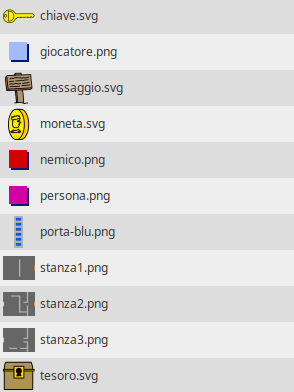 chiave.svg
giocatore.png
messaggio.svg
moneta.svg
nemico.png
persona.png
porta-blu.png
stanza1.png
stanza2.png
stanza3.png
tesoro.svg